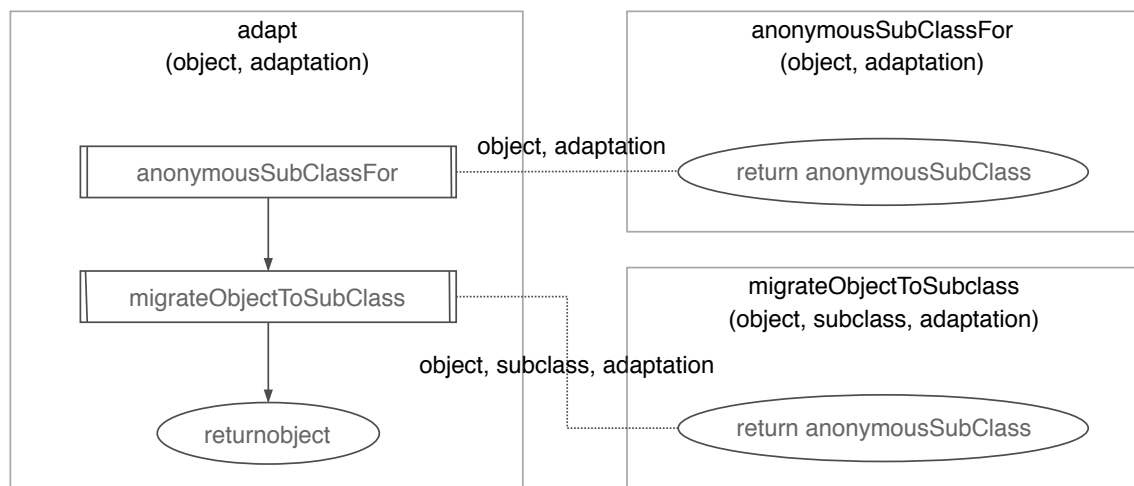 adapt
(object, adaptation)
anonymousSubClassFor
migrateObjectToSubClass
returnobject
object, adaptation
object, subclass, adaptation
anonymousSubClassFor
(object, adaptation)
return anonymousSubClass
migrateObjectToSubclass
(object, subclass, adaptation)
return anonymousSubClass